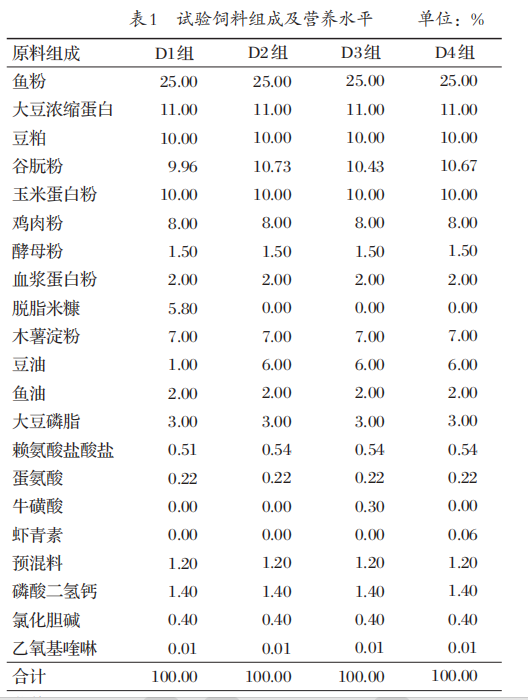 表1 试验饲料组成及营养水平 单位：%
原料组成 D1组 D2组 D3组 D4组
鱼粉 25.00 25.00 25.00 25.00
大豆浓缩蛋白 11.00 11.00 11.00 11.00
豆粕 10.00 10.00 10.00 10.00
谷朊粉 9.96 10.73 10.43 10.67
玉米蛋白粉 10.00 10.00 10.00 10.00
鸡肉粉 8.00 8.00 8.00 8.00
酵母粉 1.50 1.50 1.50 1.50
血浆蛋白粉 2.00 2.00 2.00 2.00
脱脂米糠 5.80 0.00 0.00 0.00
木薯淀粉 7.00 7.00 7.00 7.00
豆油 1.00 6.00 6.00 6.00
鱼油 2.00 2.00 2.00 2.00
大豆磷脂 3.00 3.00 3.00 3.00
赖氨酸盐酸盐 0.51 0.54 0.54 0.54
蛋氨酸 0.22 0.22 0.22 0.22
牛磺酸 0.00 0.00 0.30 0.00
虾青素 0.00 0.00 0.00 0.06
预混料 1.20 1.20 1.20 1.20
磷酸二氢钙 1.40 1.40 1.40 1.40
氯化胆碱 0.40 0.40 0.40 0.40
乙氧基喹啉 0.01 0.01 0.01 0.01
合计 100.00 100.00 100.00 100.00